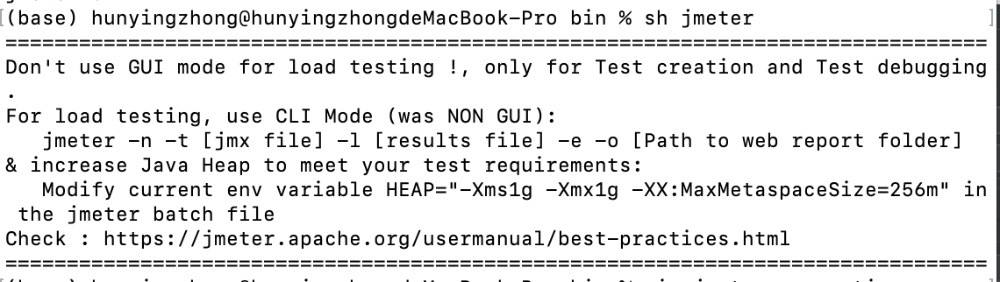 (base) hunyingzhong@hunyingzhongdeMacBook-Pro bin % sh jmeter
================================================================================
Don't use GUI mode for load testing !, only for Test creation and Test debugging
.
For load testing, use CLI Mode (was NON GUI):
   jmeter -n -t [jmx file] -l [results file] -e -o [Path to web report folder]
& increase Java Heap to meet your test requirements:
   Modify current env variable HEAP="-Xms1g -Xmx1g -XX:MaxMetaspaceSize=256m" in
 the jmeter batch file
Check : https://jmeter.apache.org/usermanual/best-practices.html
================================================================================